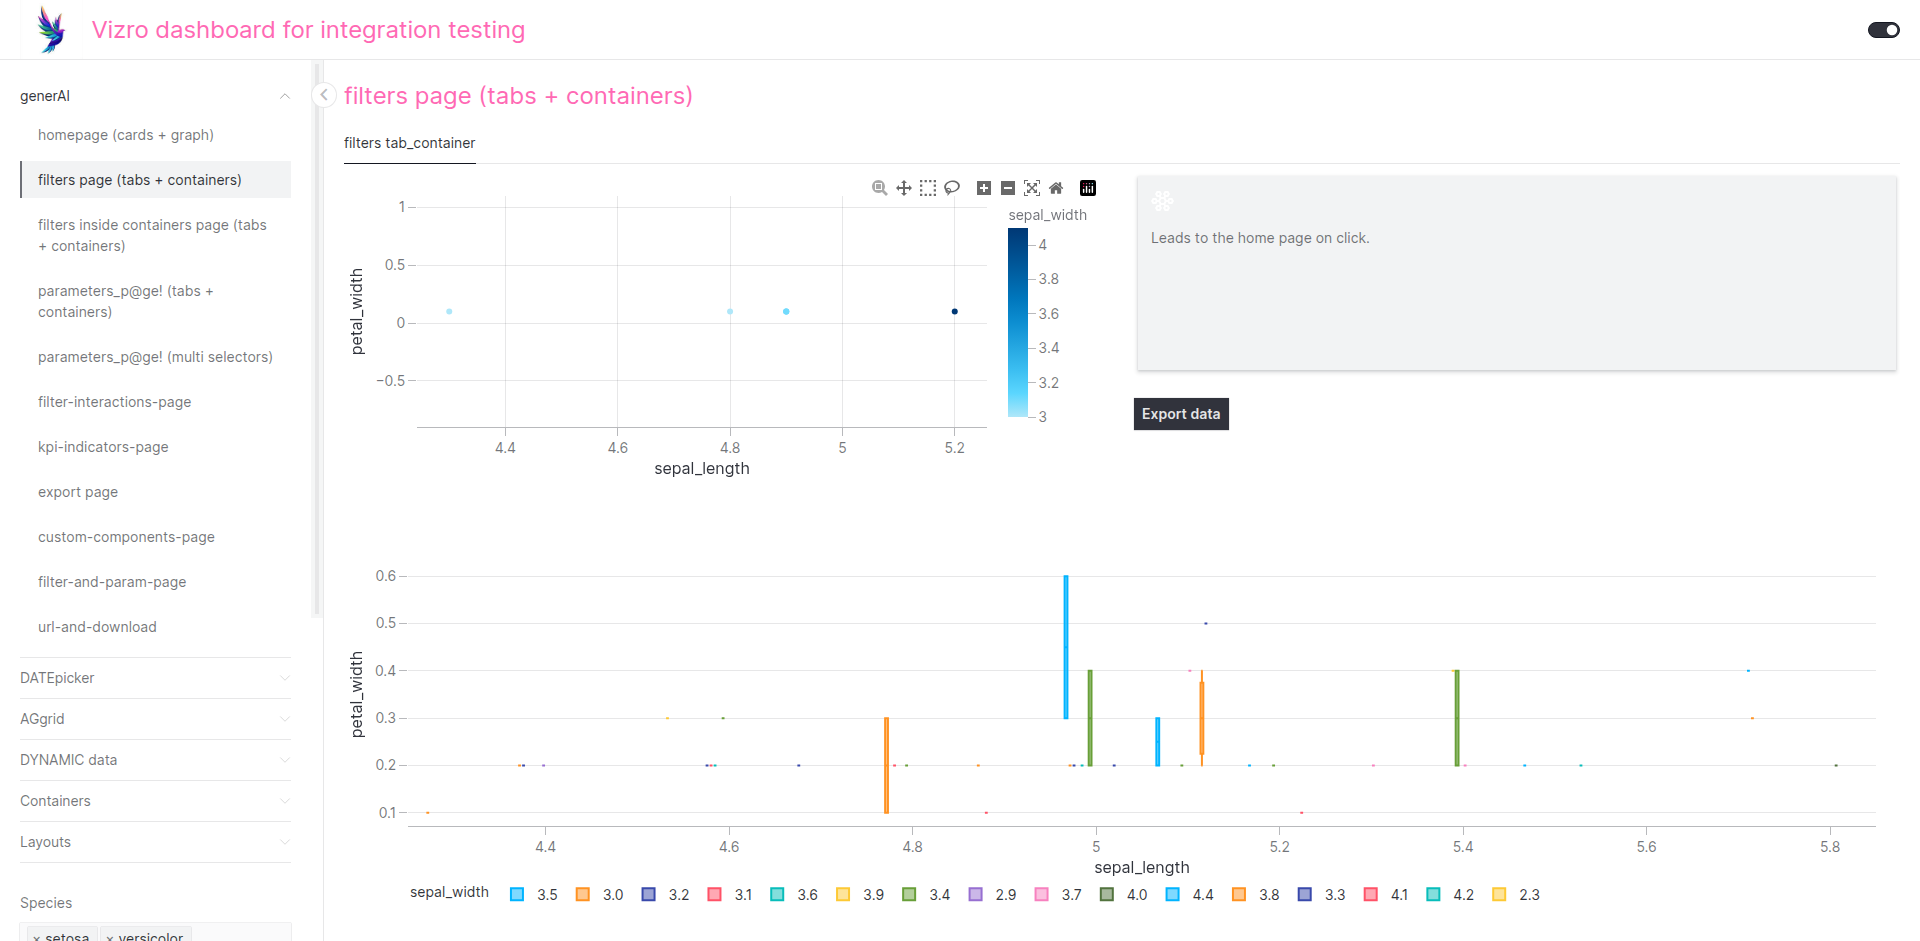 Vizro dashboard for integration testing
generAI
homepage (cards + graph)
filters page (tabs + containers)
filters inside containers page (tabs
+ containers)
parameters_p@ge! (tabs +
containers)
parameters_p@ge! (multi selectors)
filter-interactions-page
kpi-indicators-page
export page
custom-components-page
filter-and-param-page
url-and-download
DATEpicker
AGgrid
DYNAMIC data
Containers
Layouts
Species
× setosa × versicolor
filters page (tabs + containers)
filters tab_container
1
0.5
0
−0.5
petal_width
4.4 4.6 4.8 5 5.2
sepal_length
sepal_width
4
3.8
3.6
3.4
3.2
3
Leads to the home page on click.
Export data
0.6
0.5
0.4
0.3
0.2
0.1
petal_width
4.4 4.6 4.8 5 5.2 5.4 5.6 5.8
sepal_length
sepal_width 3.5 3.0 3.2 3.1 3.6 3.9 3.4 2.9 3.7 4.0 4.4 3.8 3.3 4.1 4.2 2.3